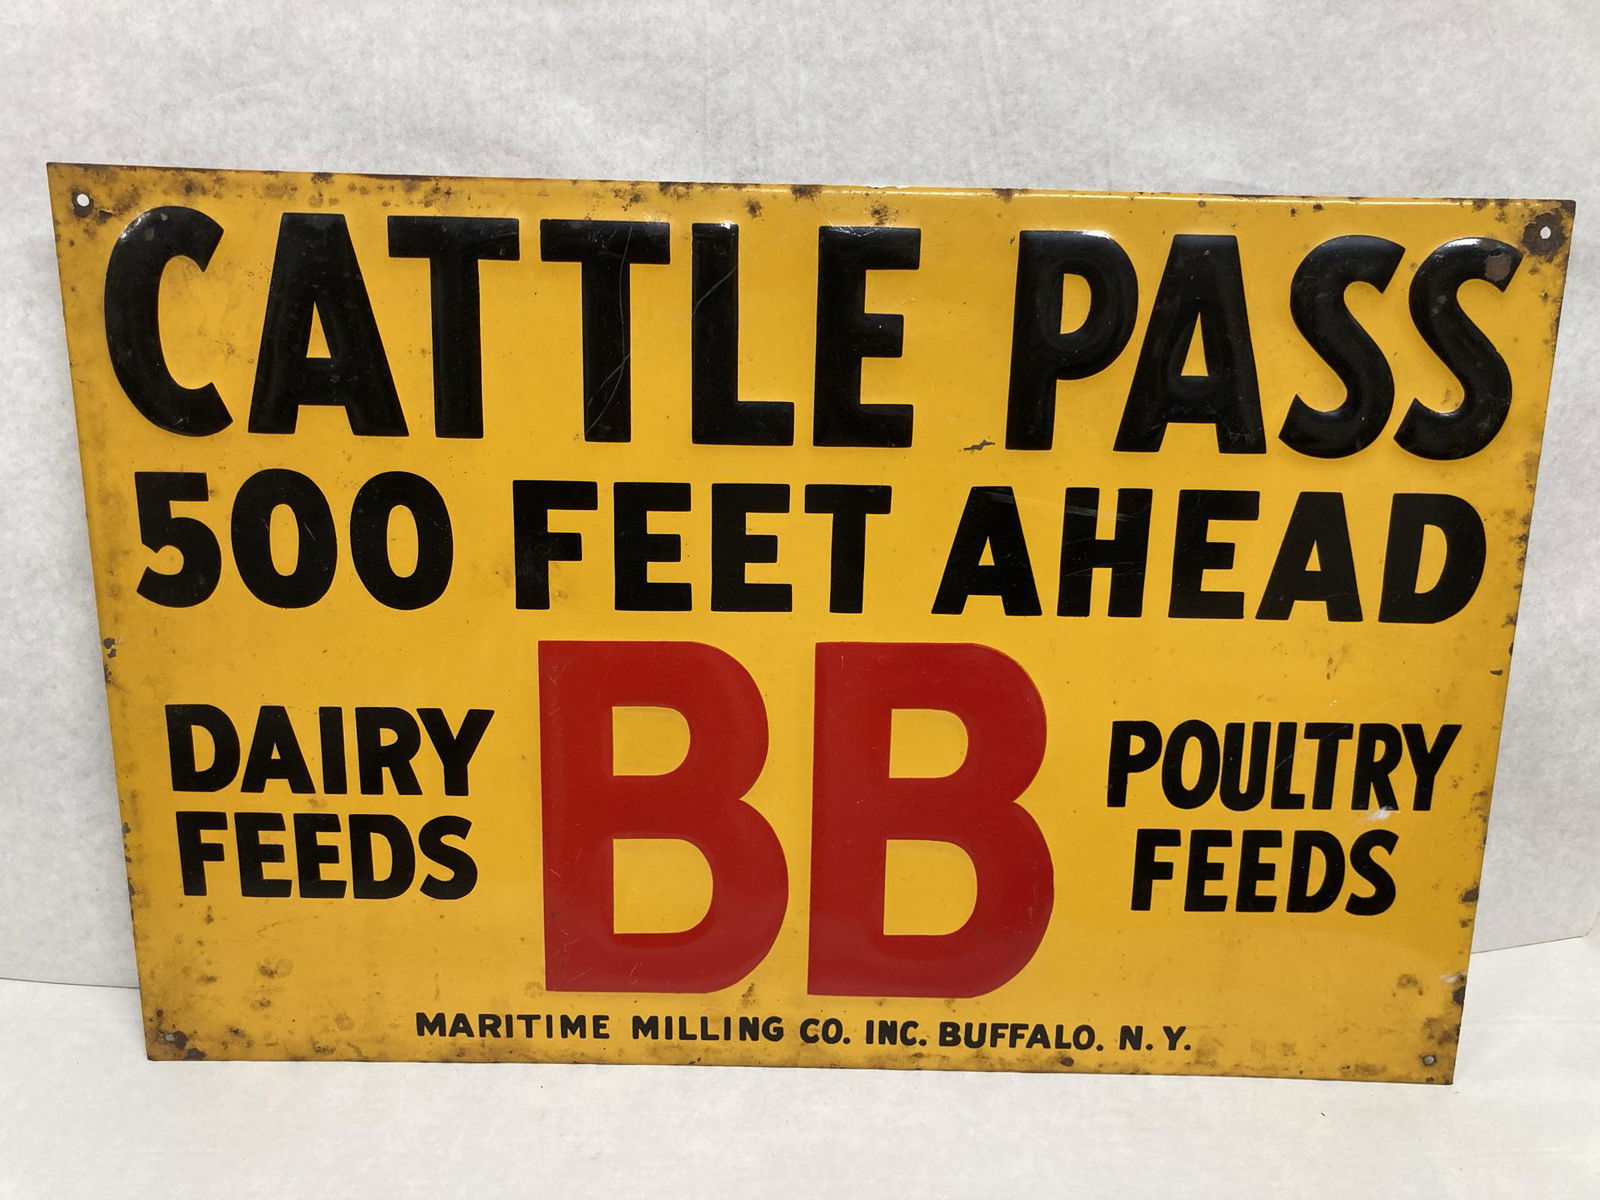 CATTLE PASS
500 FEET AHEAD
DAIRY
FEEDS
BB
POULTRY
FEEDS
MARITIME MILLING CO. INC. BUFFALO. N. Y.